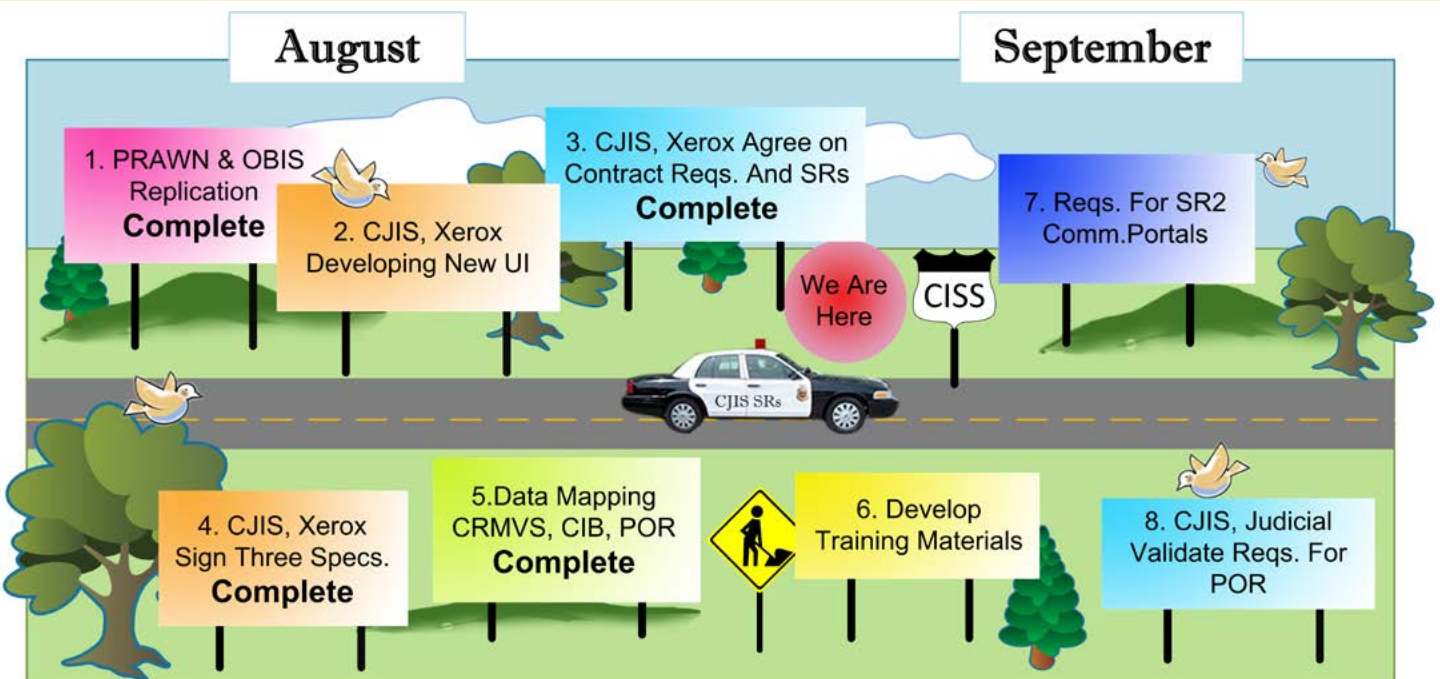 August
September
1. PRAWN & OBIS
Replication
Complete
2. CJIS, Xerox
Developing New UI
3. CJIS, Xerox Agree on
Contract Reqs. And SRs
Complete
We Are
Here
CISS
7. Reqs. For SR2
Comm.Portals
CJIS SRs
4. CJIS, Xerox
Sign Three Specs.
Complete
5.Data Mapping
CRMVS, CIB, POR
Complete
6. Develop
Training Materials
8. CJIS, Judicial
Validate Reqs. For
POR